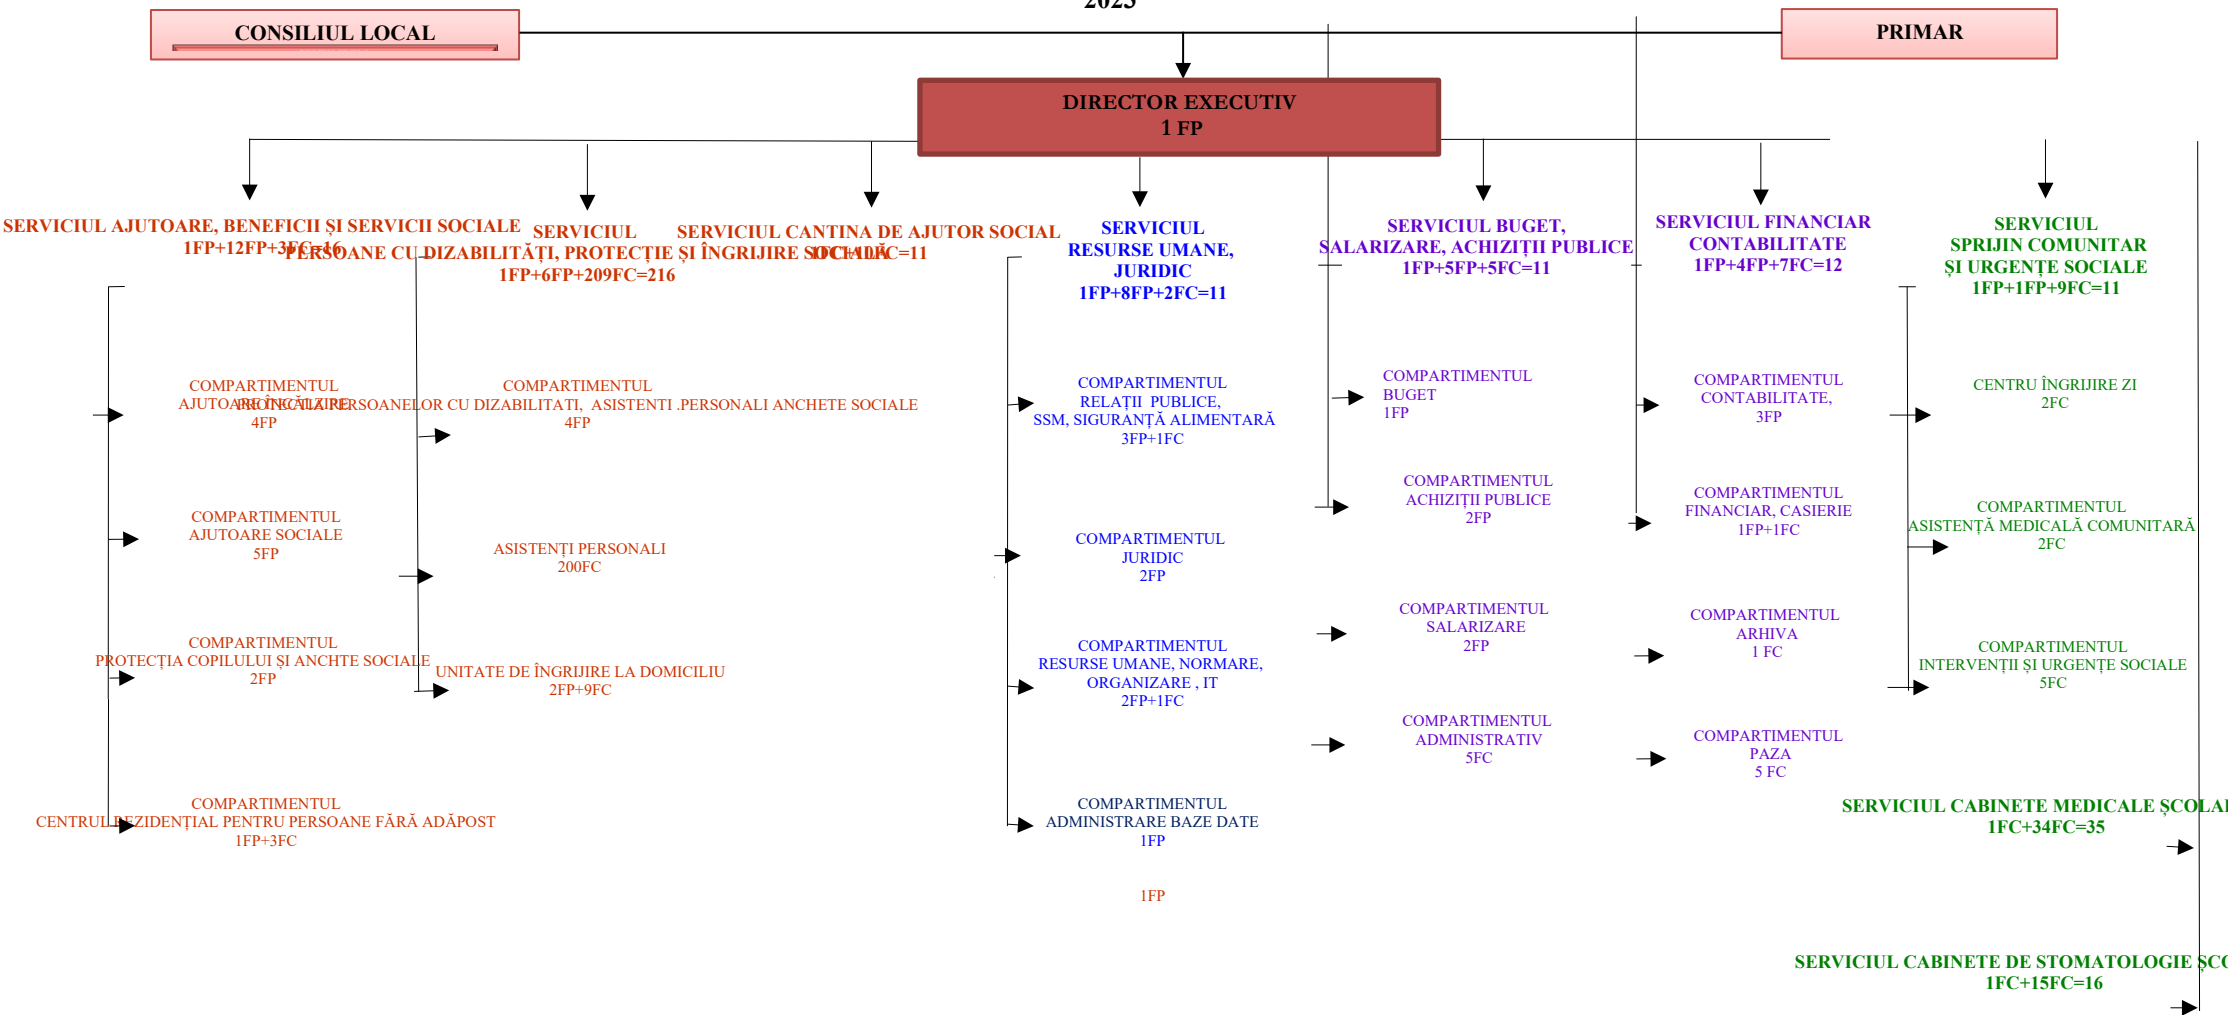 2023
CONSILIUL LOCAL
PRIMAR
DIRECTOR EXECUTIV
1 FP
SERVICIUL AJUTOARE, BENEFICII ȘI SERVICII SOCIALE
1FP+12FP+3FC=16
SERVICIUL
PERSOANE CU DIZABILITĂȚI, PROTECȚIE ȘI ÎNGRIJIRE SOCIALĂ
1FP+6FP+209FC=216
SERVICIUL CANTINA DE AJUTOR SOCIAL
1FC+10FC=11
SERVICIUL
RESURSE UMANE,
JURIDIC
1FP+8FP+2FC=11
SERVICIUL BUGET,
SALARIZARE, ACHIZIȚII PUBLICE
1FP+5FP+5FC=11
SERVICIUL FINANCIAR
CONTABILITATE
1FP+4FP+7FC=12
SERVICIUL
SPRIJIN COMUNITAR
ȘI URGENȚE SOCIALE
1FP+1FP+9FC=11
COMPARTIMENTUL
AJUTOARE ÎNCĂLZIRE
4FP
COMPARTIMENTUL
AJUTOARE SOCIALE
5FP
COMPARTIMENTUL
PROTECȚIA COPILULUI ȘI ANCHTE SOCIALE
2FP
COMPARTIMENTUL
CENTRUL REZIDENȚIAL PENTRU PERSOANE FĂRĂ ADĂPOST
1FP+3FC
COMPARTIMENTUL
PROTECTIA PERSOANELOR CU DIZABILITATI, ASISTENTI .PERSONALI ANCHETE SOCIALE
4FP
ASISTENȚI PERSONALI
200FC
UNITATE DE ÎNGRIJIRE LA DOMICILIU
2FP+9FC
COMPARTIMENTUL
RELAȚII PUBLICE,
SSM, SIGURANȚĂ ALIMENTARĂ
3FP+1FC
COMPARTIMENTUL
JURIDIC
2FP
COMPARTIMENTUL
RESURSE UMANE, NORMARE,
ORGANIZARE , IT
2FP+1FC
COMPARTIMENTUL
ADMINISTRARE BAZE DATE
1FP
1FP
COMPARTIMENTUL
BUGET
1FP
COMPARTIMENTUL
ACHIZIȚII PUBLICE
2FP
COMPARTIMENTUL
SALARIZARE
2FP
COMPARTIMENTUL
ADMINISTRATIV
5FC
COMPARTIMENTUL
CONTABILITATE,
3FP
COMPARTIMENTUL
FINANCIAR, CASIERIE
1FP+1FC
COMPARTIMENTUL
ARHIVA
1 FC
COMPARTIMENTUL
PAZA
5 FC
CENTRU ÎNGRIJIRE ZI
2FC
COMPARTIMENTUL
ASISTENȚĂ MEDICALĂ COMUNITARĂ
2FC
COMPARTIMENTUL
INTERVENȚII ȘI URGENȚE SOCIALE
5FC
SERVICIUL CABINETE MEDICALE ȘCOLAR
1FC+34FC=35
SERVICIUL CABINETE DE STOMATOLOGIE ȘCO
1FC+15FC=16